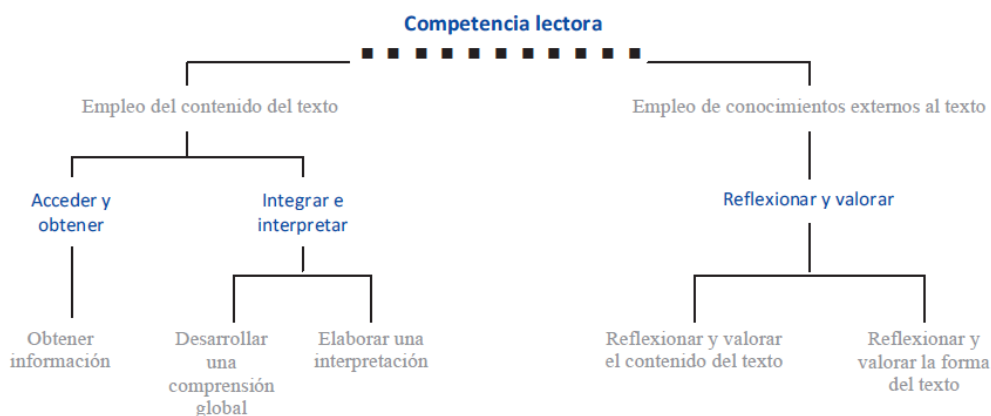 Competencia lectora
Empleo del contenido del texto
Empleo de conocimientos externos al texto
Acceder y
obtener
Integrar e
interpretar
Reflexionar y valorar
Obtener
información
Desarrollar
una
comprensión
global
Elaborar una
interpretación
Reflexionar y valorar
el contenido del texto
Reflexionar y
valorar la forma
del texto